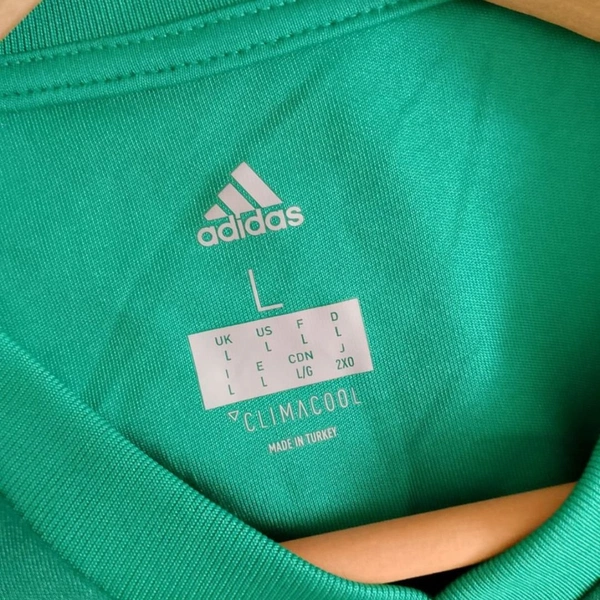 adidas
L
UK US F D
L L L L
I E CDN J
L L L/G 2XO
CLIMACOOL
MADE IN TURKEY